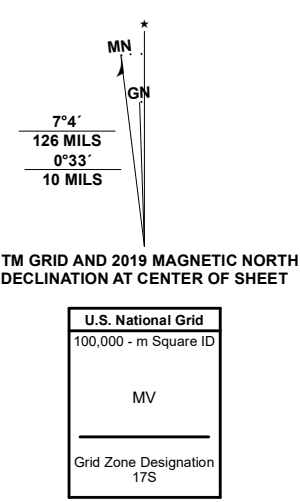 ★
MN
GN
7°4´
126 MILS
0°33´
10 MILS
TM GRID AND 2019 MAGNETIC NORTH
DECLINATION AT CENTER OF SHEET
U.S. National Grid
100,000 - m Square ID
MV
Grid Zone Designation
17S